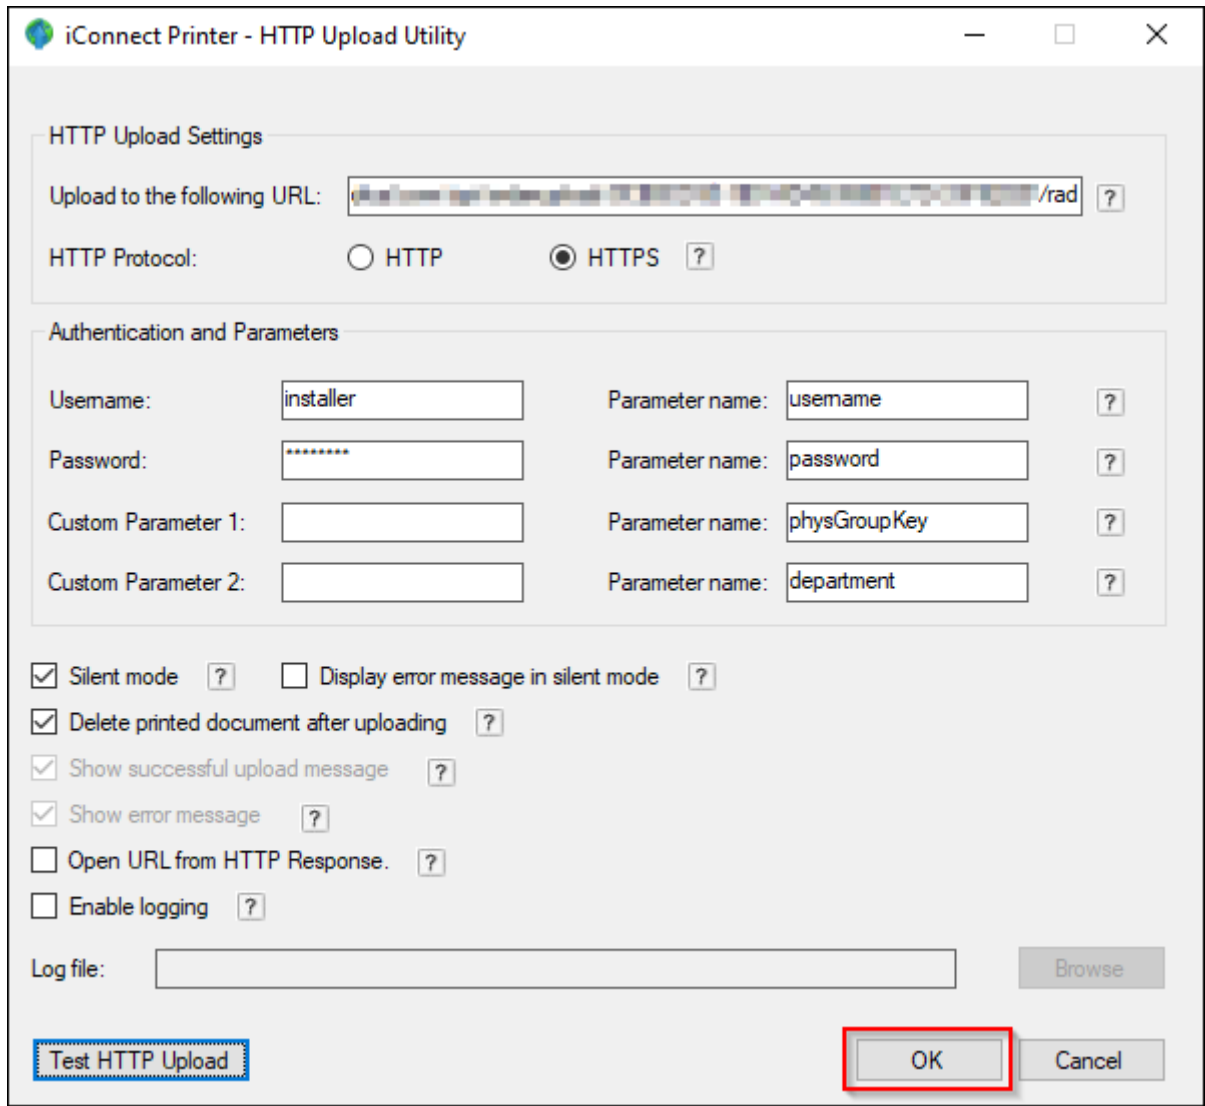 iConnect Printer - HTTP Upload Utility
HTTP Upload Settings
Upload to the following URL: /rad ?
HTTP Protocol: HTTP HTTPS ?
Authentication and Parameters
Username: installer Parameter name: username ?
Password: ******** Parameter name: password ?
Custom Parameter 1: Parameter name: physGroupKey ?
Custom Parameter 2: Parameter name: department ?
Silent mode ? Display error message in silent mode ?
Delete printed document after uploading ?
Show successful upload message ?
Show error message ?
Open URL from HTTP Response. ?
Enable logging ?
Log file: Browse
Test HTTP Upload OK Cancel